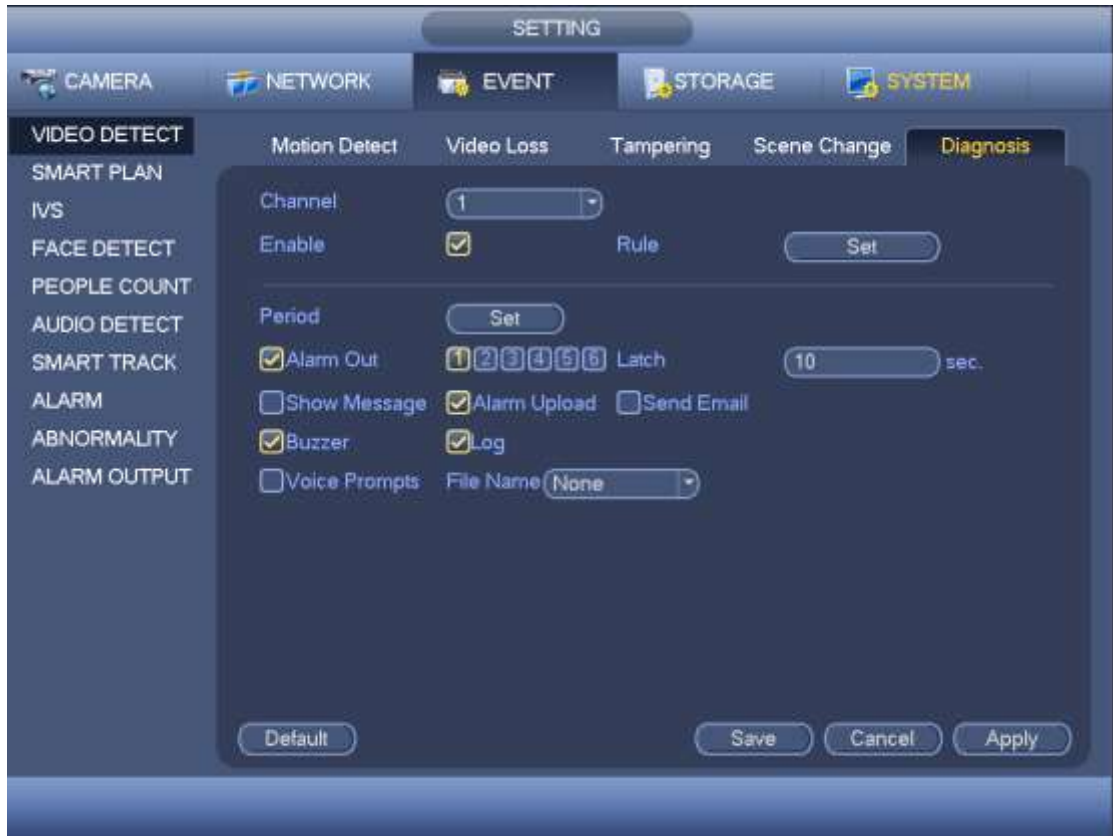 SETTING
CAMERA NETWORK EVENT STORAGE SYSTEM
VIDEO DETECT
SMART PLAN
IVS
FACE DETECT
PEOPLE COUNT
AUDIO DETECT
SMART TRACK
ALARM
ABNORMALITY
ALARM OUTPUT
Motion Detect Video Loss Tampering Scene Change Diagnosis
Channel 1
Enable Rule Set
Period Set
Alarm Out 1 2 3 4 5 6 Latch 10 sec.
Show Message Alarm Upload Send Email
Buzzer Log
Voice Prompts File Name None
Default Save Cancel Apply